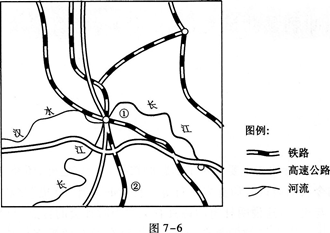 汉
水
①
长
江
长
江
②
图例:
铁路
高速公路
河流
图 7-6